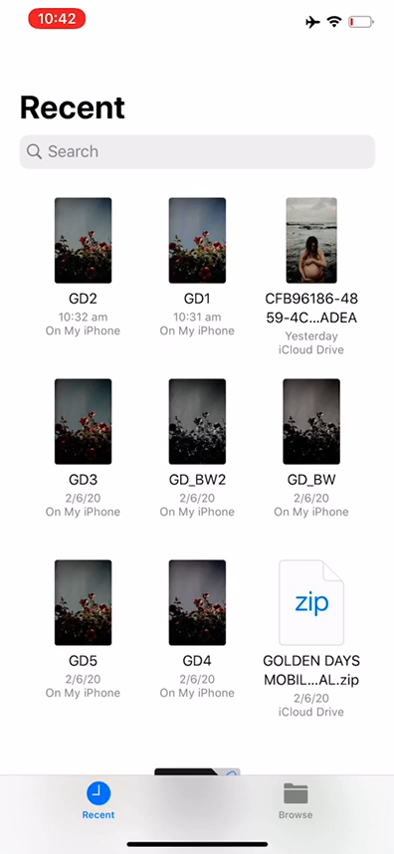 10:42
Recent
Search
GD2
10:32 am
On My iPhone
GD1
10:31 am
On My iPhone
CFB96186-48
59-4C...ADEA
Yesterday
iCloud Drive
GD3
2/6/20
On My iPhone
GD_BW2
2/6/20
On My iPhone
GD_BW
2/6/20
On My iPhone
GD5
2/6/20
On My iPhone
GD4
2/6/20
On My iPhone
zip
GOLDEN DAYS
MOBIL...AL.zip
2/6/20
iCloud Drive
Recent
Browse